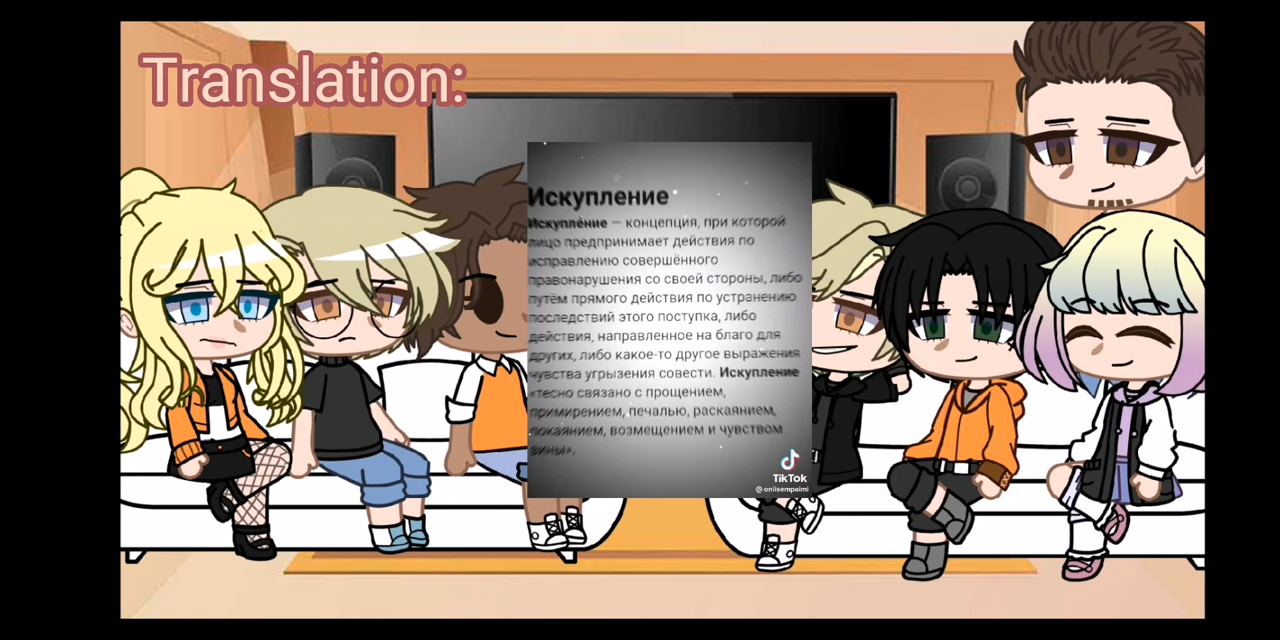 Translation:
Искупление
Искупле́ние — концепция, при которой
лицо предпринимает действия по
исправлению совершённого
правонарушения со своей стороны, либо
путём прямого действия по устранению
последствий этого поступка, либо
действия, направленное на благо для
других, либо какое-то другое выражения
чувства угрызения совести. Искупление
«тесно связано с прощением,
примирением, печалью, раскаянием,
покаянием, возмещением и чувством
вины».
TikTok
@onilsempaimi